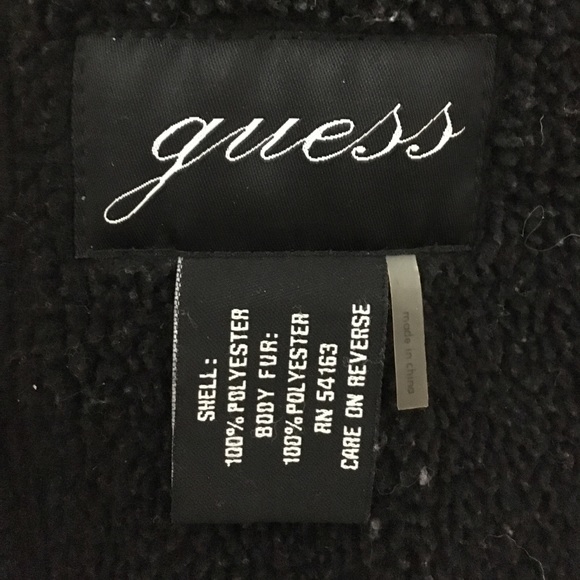 guess
SHELL:
100% POLYESTER
BODY FUR:
100% POLYESTER
RN 54163
CARE ON REVERSE
made in china